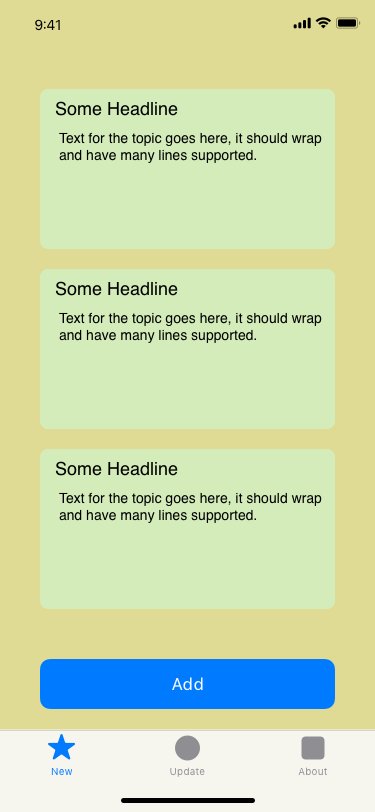 9:41
Some Headline
Text for the topic goes here, it should wrap
and have many lines supported.
Some Headline
Text for the topic goes here, it should wrap
and have many lines supported.
Some Headline
Text for the topic goes here, it should wrap
and have many lines supported.
Add
New Update About